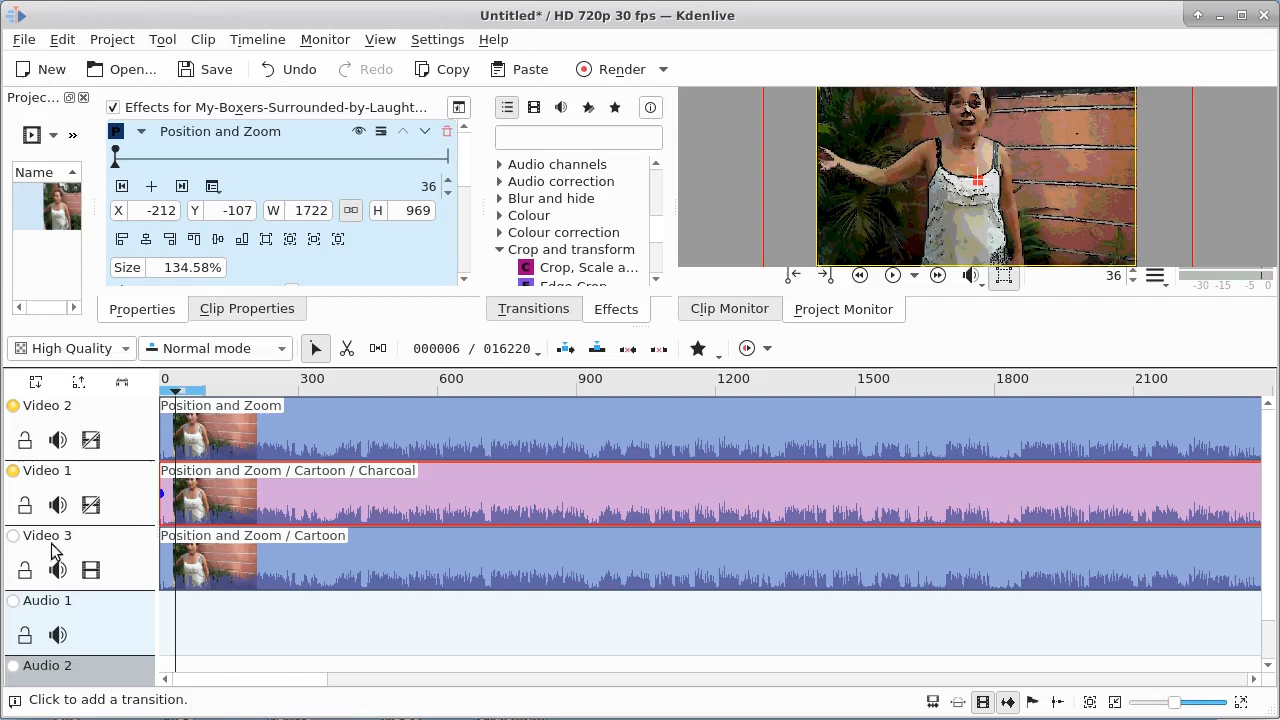 Untitled* / HD 720p 30 fps — Kdenlive
File Edit Project Tool Clip Timeline Monitor View Settings Help
New Open... Save Undo Redo Copy Paste Render
Projec...
Name
Effects for My-Boxers-Surrounded-by-Laught...
P Position and Zoom
36
X -212 Y -107 W 1722 H 969
Size 134.58%
Audio channels
Audio correction
Blur and hide
Colour
Colour correction
Crop and transform
C Crop, Scale a...
36
-30 -15 -5 0
Properties Clip Properties Transitions Effects Clip Monitor Project Monitor
High Quality Normal mode 000006 / 016220
0 300 600 900 1200 1500 1800 2100
Video 2 Position and Zoom
Video 1 Position and Zoom / Cartoon / Charcoal
Video 3 Position and Zoom / Cartoon
Audio 1
Audio 2
Click to add a transition.